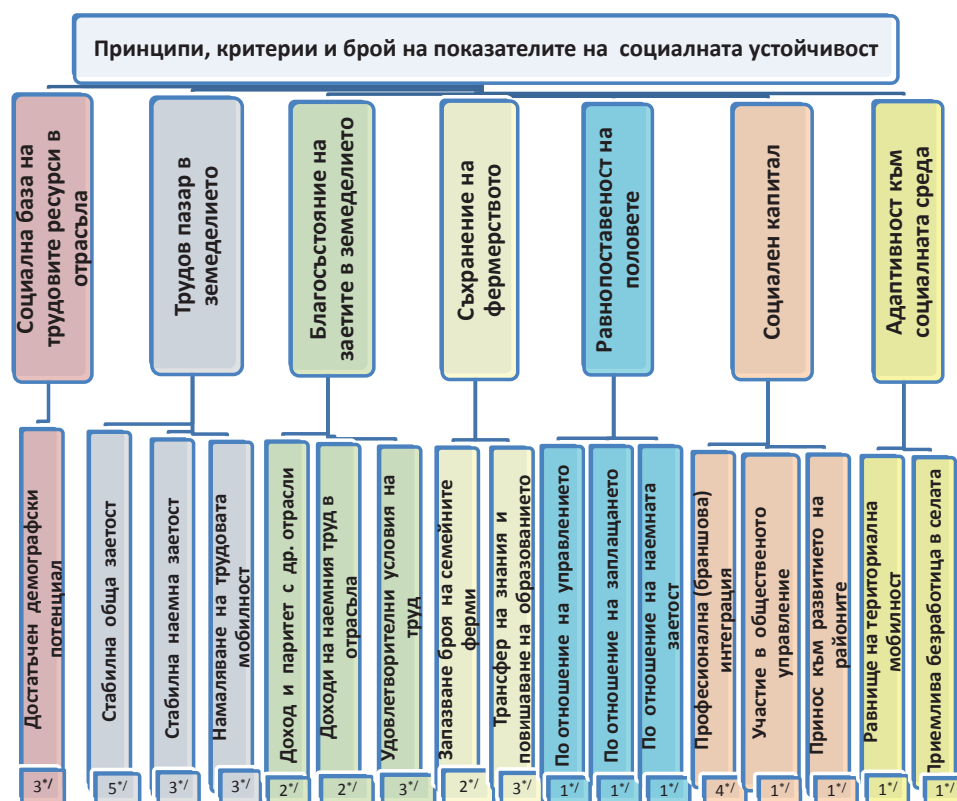 Принципи, критерии и брой на показателите на социалната устойчивост
Социална база на
трудовите ресурси в
отрасъла
Трудов пазар в
земеделието
Благосъстояние на
заетите в земеделието
Съхранение на
фермерството
Равнопоставеност на
половете
Социален капитал
Адаптивност към
социалната среда
Достатъчен демографски
потенциал
Стабилна обща заетост
Стабилна наемна заетост
Намаляване на трудовата
мобилност
Доход и паритет с др. отрасли
Доходи на наемния труд в
отрасъла
Удовлетворителни условия на
труд
Запазване броя на семейните
ферми
Трансфер на знания и
повишаване на образованието
По отношение на управлението
По отношение на заплащането
По отношение на наемната
заетост
Професионална (браншова)
интеграция
Участие в общественото
управление
Принос към развитието на
районите
Равнище на териториална
мобилност
Приемлива безработица в селата
3*/
5*/
3*/
3*/
2*/
2*/
3*/
2*/
3*/
1*/
1*/
1*/
4*/
1*/
1*/
1*/
1*/